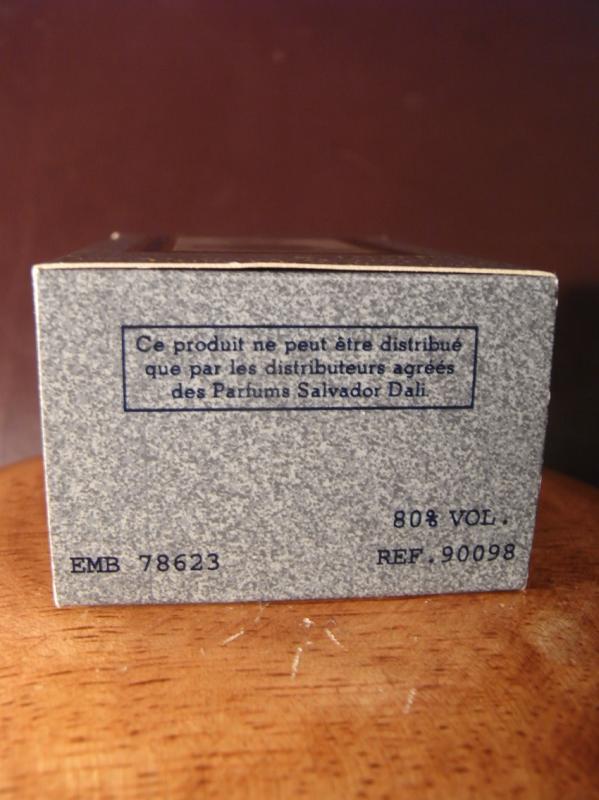 Ce produit ne peut être distribué
que par les distributeurs agréés
des Parfums Salvador Dali
80% VOL.
EMB 78623
REF.90098